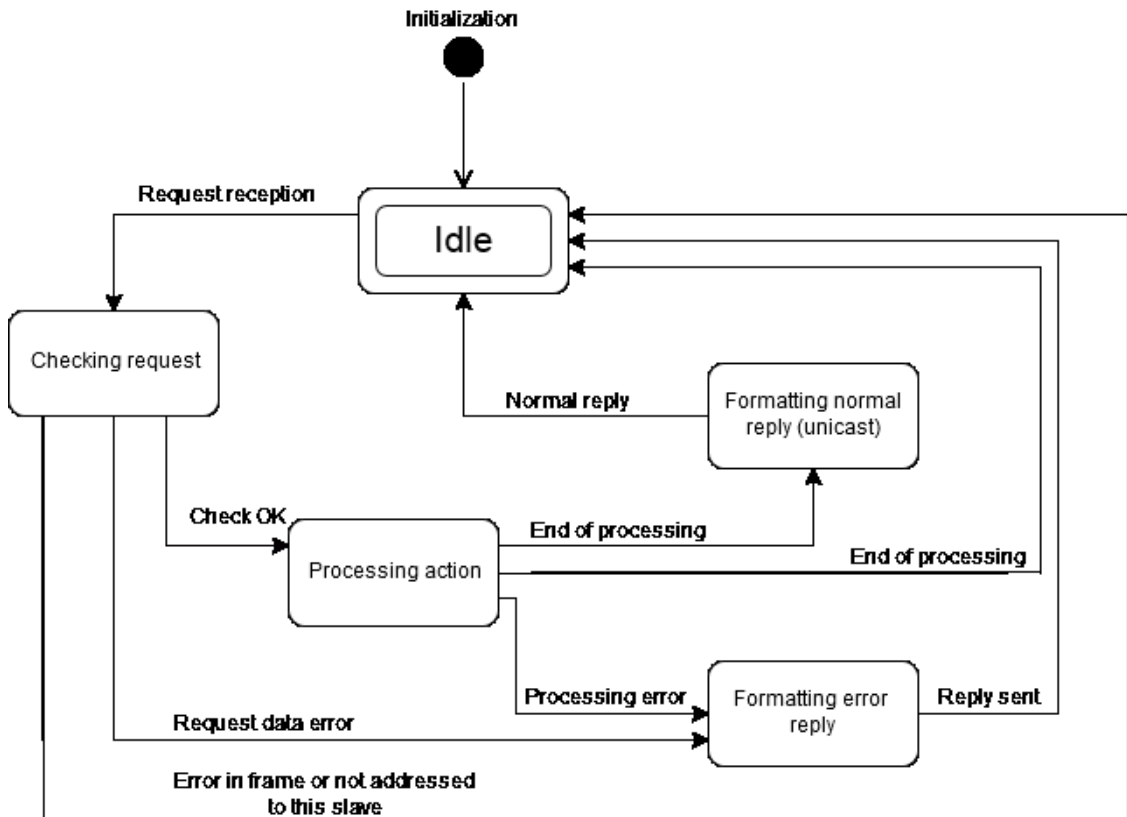 Initialization
Request reception
Idle
Checking request
Normal reply
Formatting normal
reply (unicast)
Check OK
End of processing
End of processing
Processing action
Processing error
Formatting error
reply
Reply sent
Request data error
Error in frame or not addressed
to this slave